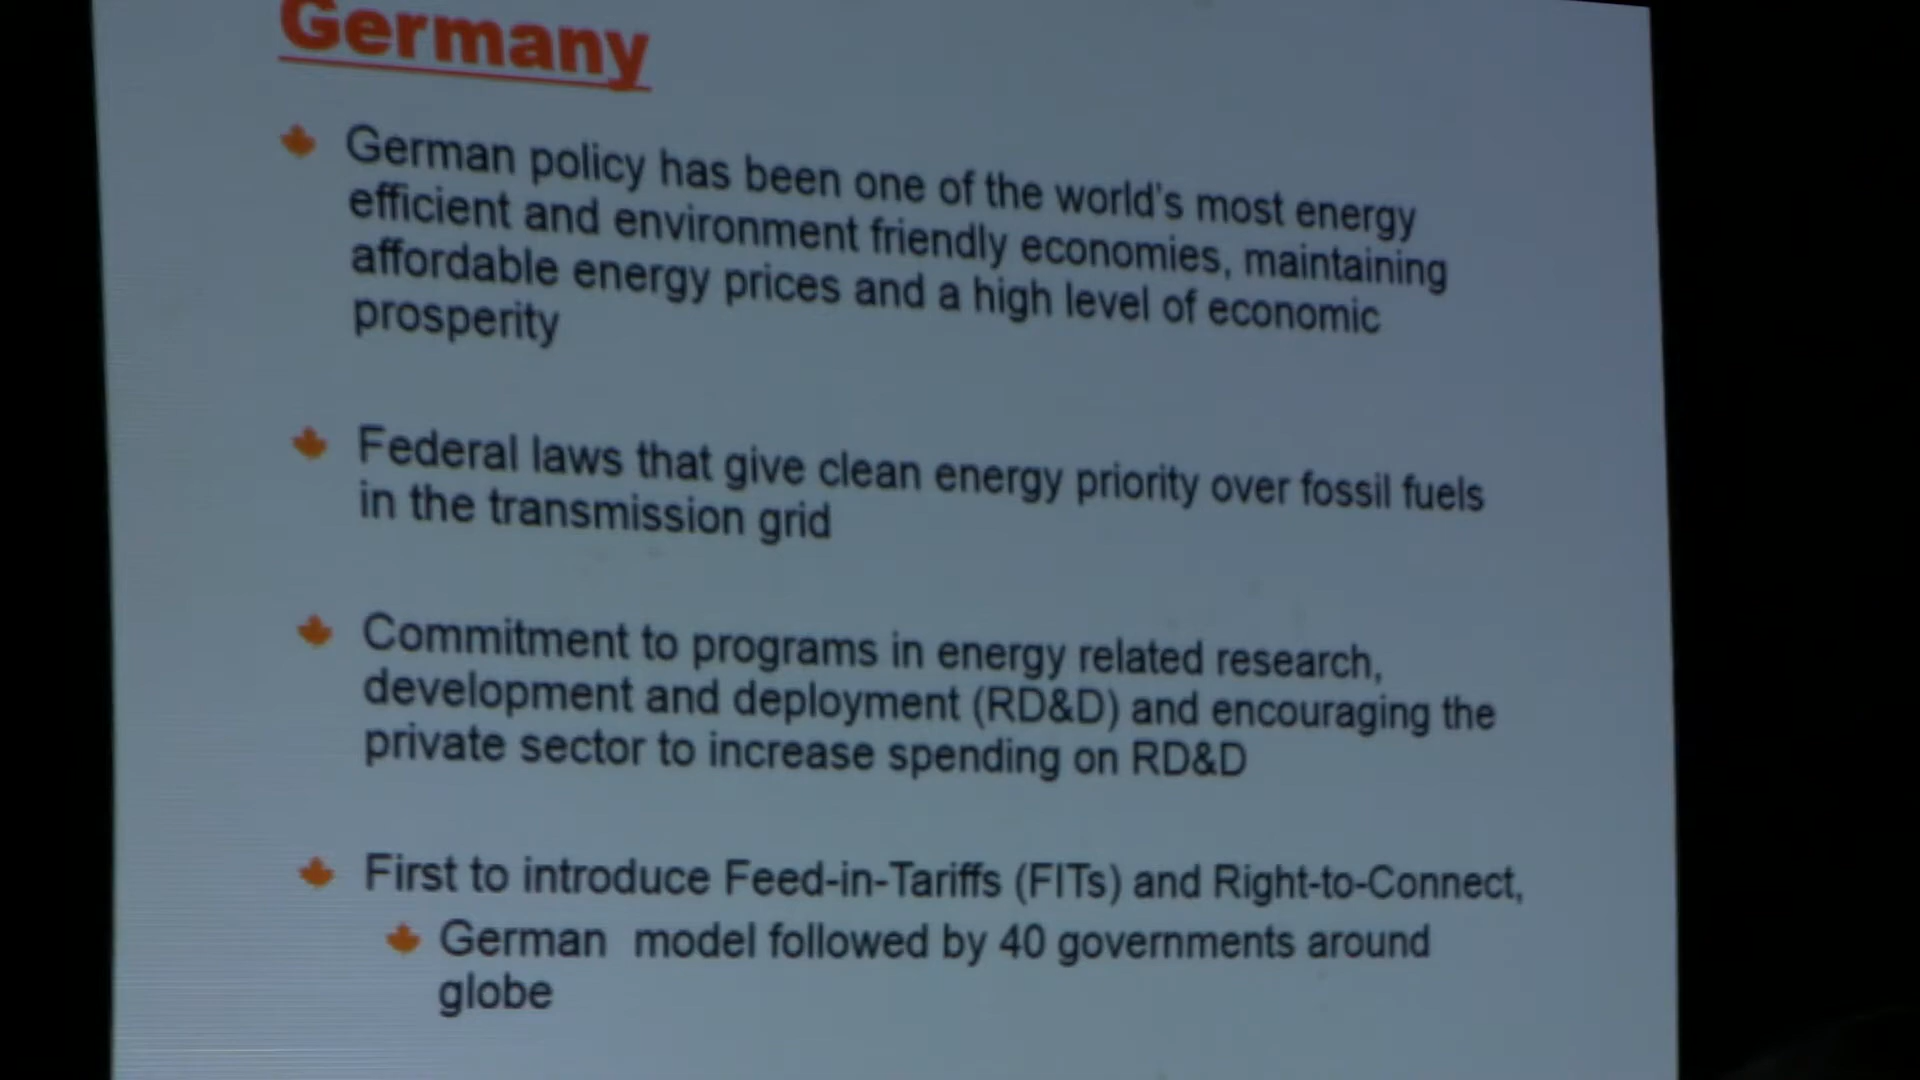 Germany
German policy has been one of the world's most energy
efficient and environment friendly economies, maintaining
affordable energy prices and a high level of economic
prosperity
Federal laws that give clean energy priority over fossil fuels
in the transmission grid
Commitment to programs in energy related research,
development and deployment (RD&D) and encouraging the
private sector to increase spending on RD&D
First to introduce Feed-in-Tariffs (FITs) and Right-to-Connect,
German model followed by 40 governments around
globe